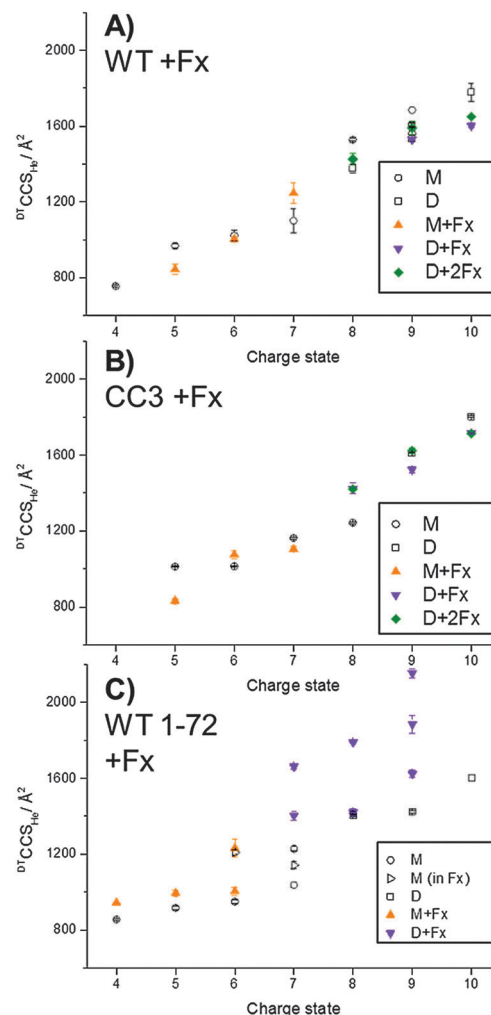 A)
WT +Fx
2000
1600
1200
800
ᴰᵀCCS_He / Å²
M
D
M+Fx
D+Fx
D+2Fx
4 5 6 7 8 9 10
Charge state
B)
CC3 +Fx
2000
1600
1200
800
ᴰᵀCCS_He / Å²
M
D
M+Fx
D+Fx
D+2Fx
4 5 6 7 8 9 10
Charge state
C)
WT 1-72
+Fx
2000
1600
1200
800
ᴰᵀCCS_He / Å²
M
M (in Fx)
D
M+Fx
D+Fx
4 5 6 7 8 9 10
Charge state